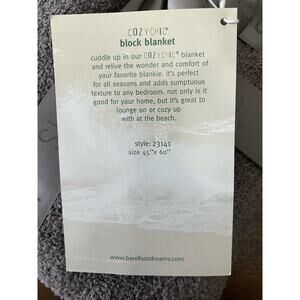 COZYCHIC®
block blanket
cuddle up in our COZYCHIC® blanket
and relive the wonder and comfort of
your favorite blankie. it's perfect
for all seasons and adds sumptuous
texture to any bedroom. not only is it
good for your home, but it's great to
lounge on or cozy up
with at the beach.
style: 23141
size 45"x 60"
www.barefootdreams.com